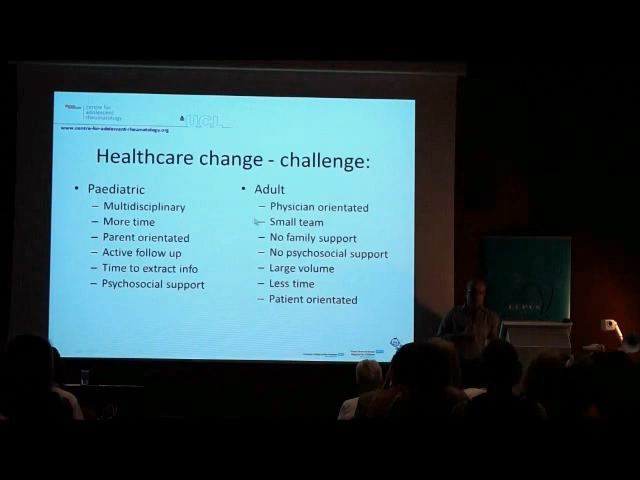 centre for
adolescent
rheumatology
UCL
www.centre-for-adolescent-rheumatology.org
Healthcare change - challenge:
• Paediatric
– Multidisciplinary
– More time
– Parent orientated
– Active follow up
– Time to extract info
– Psychosocial support
• Adult
– Physician orientated
– Small team
– No family support
– No psychosocial support
– Large volume
– Less time
– Patient orientated